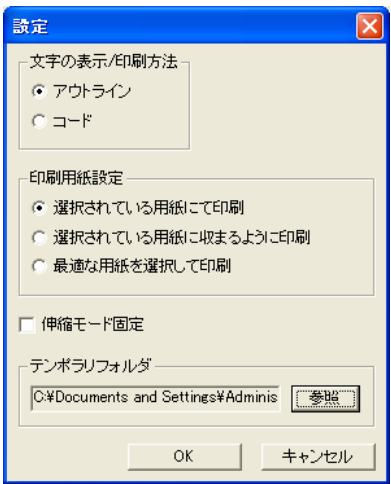 設定
文字の表示/印刷方法
アウトライン
コード
印刷用紙設定
選択されている用紙にて印刷
選択されている用紙に収まるように印刷
最適な用紙を選択して印刷
伸縮モード固定
テンポラリフォルダ
C:¥Documents and Settings¥Adminis
参照
OK
キャンセル